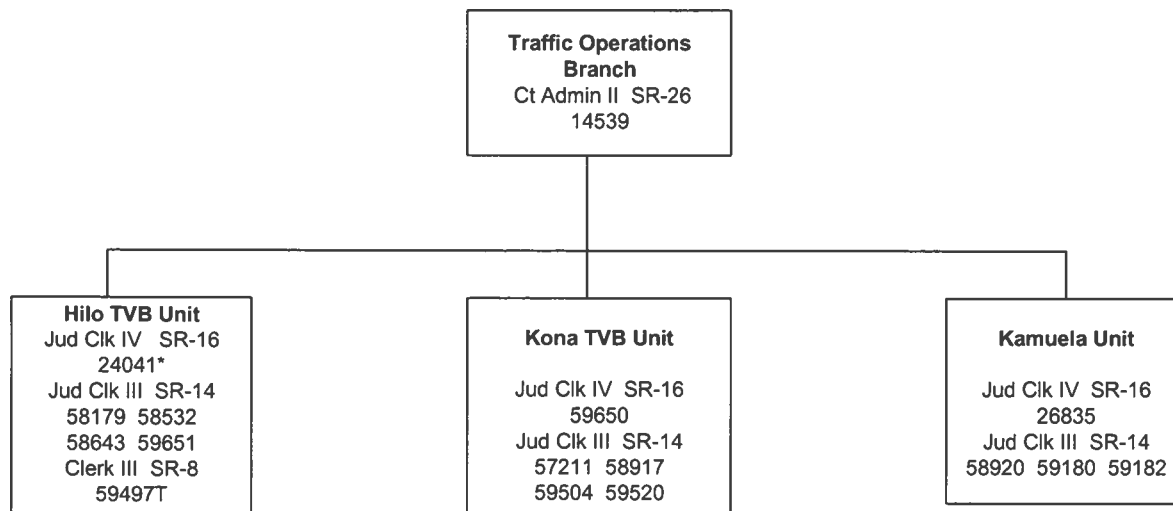 Traffic Operations
Branch
Ct Admin II SR-26
14539
Hilo TVB Unit
Jud Clk IV SR-16
24041*
Jud Clk III SR-14
58179 58532
58643 59651
Clerk III SR-8
59497T
Kona TVB Unit
Jud Clk IV SR-16
59650
Jud Clk III SR-14
57211 58917
59504 59520
Kamuela Unit
Jud Clk IV SR-16
26835
Jud Clk III SR-14
58920 59180 59182